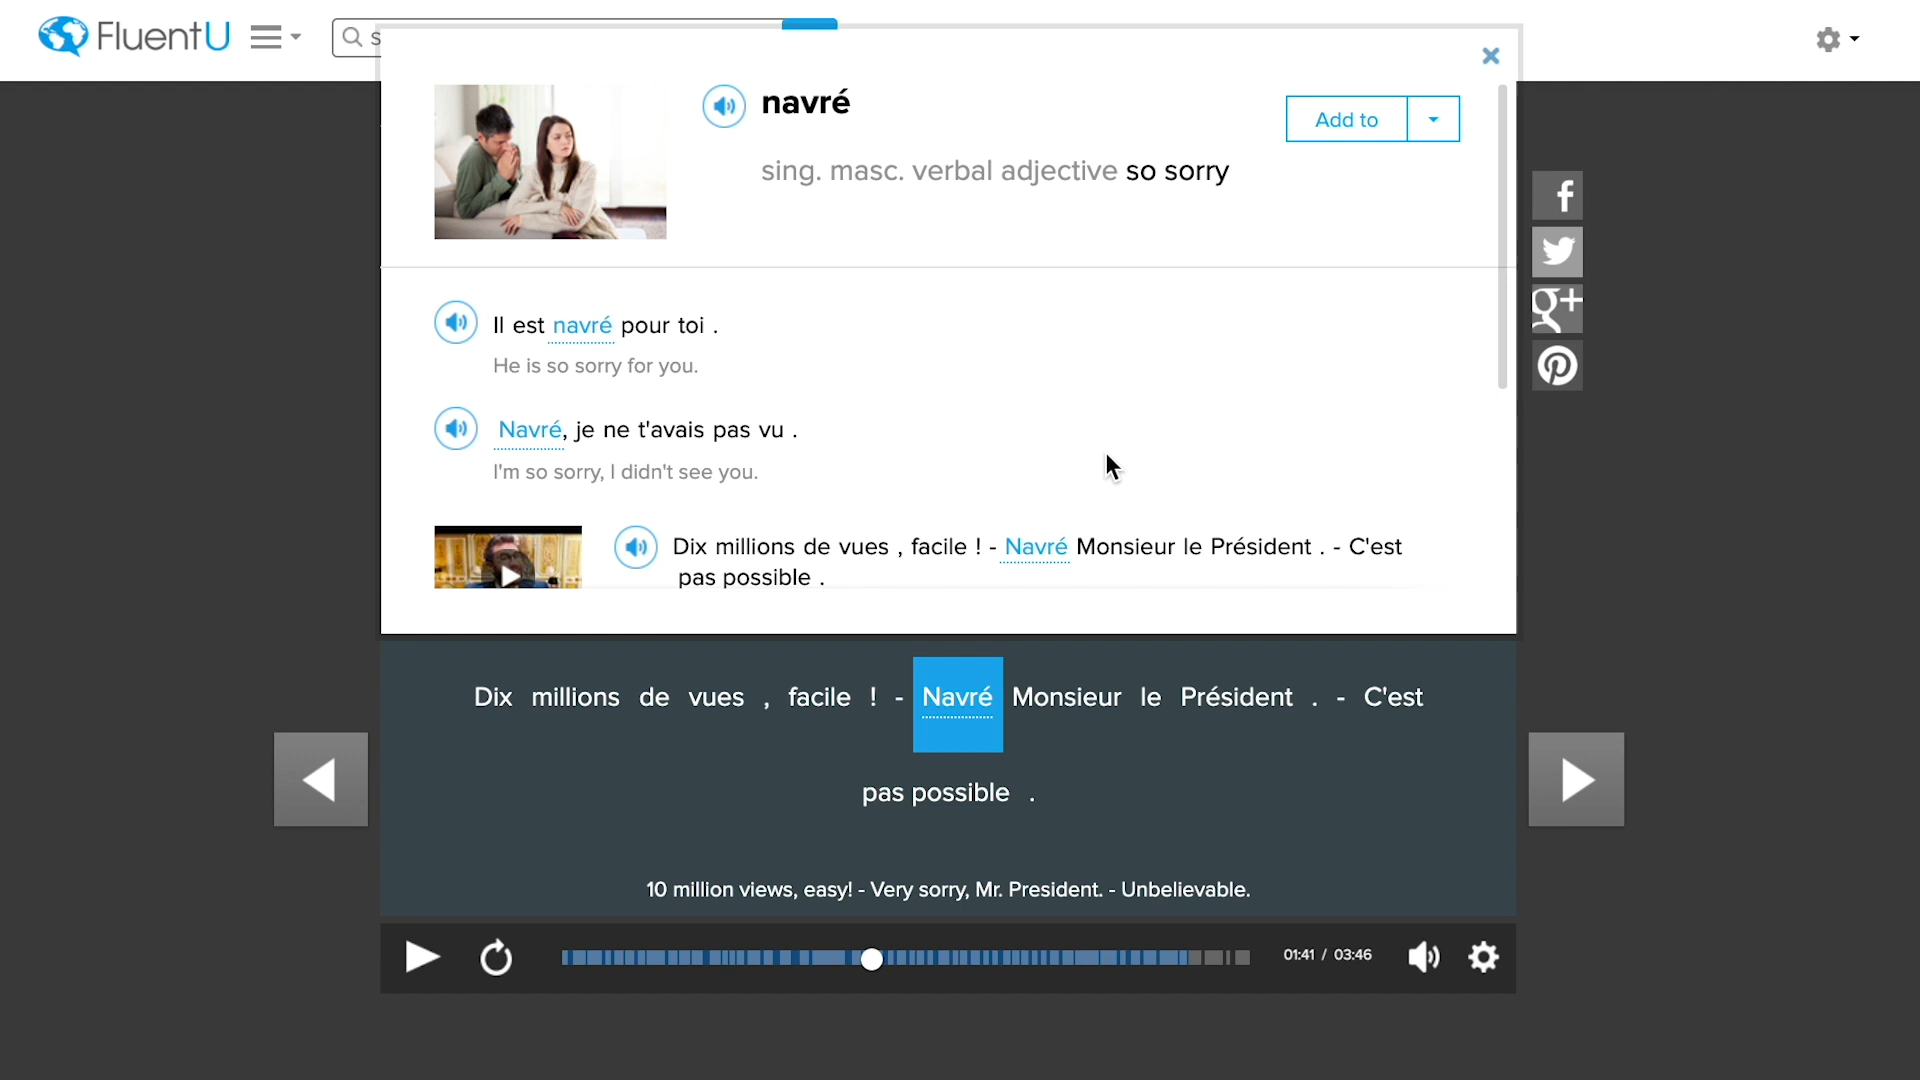 FluentU
s
navré
Add to
sing. masc. verbal adjective so sorry
Il est navré pour toi .
He is so sorry for you.
Navré, je ne t'avais pas vu .
I'm so sorry, I didn't see you.
Dix millions de vues , facile ! - Navré Monsieur le Président . - C'est
pas possible .
f
g+
Dix millions de vues , facile ! - Navré Monsieur le Président . - C'est
pas possible .
10 million views, easy! - Very sorry, Mr. President. - Unbelievable.
01:41 / 03:46